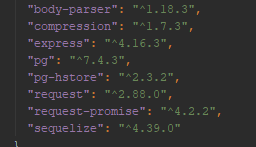 "body-parser": "^1.18.3",
"compression": "^1.7.3",
"express": "^4.16.3",
"pg": "^7.4.3",
"pg-hstore": "^2.3.2",
"request": "^2.88.0",
"request-promise": "^4.2.2",
"sequelize": "^4.39.0"
}